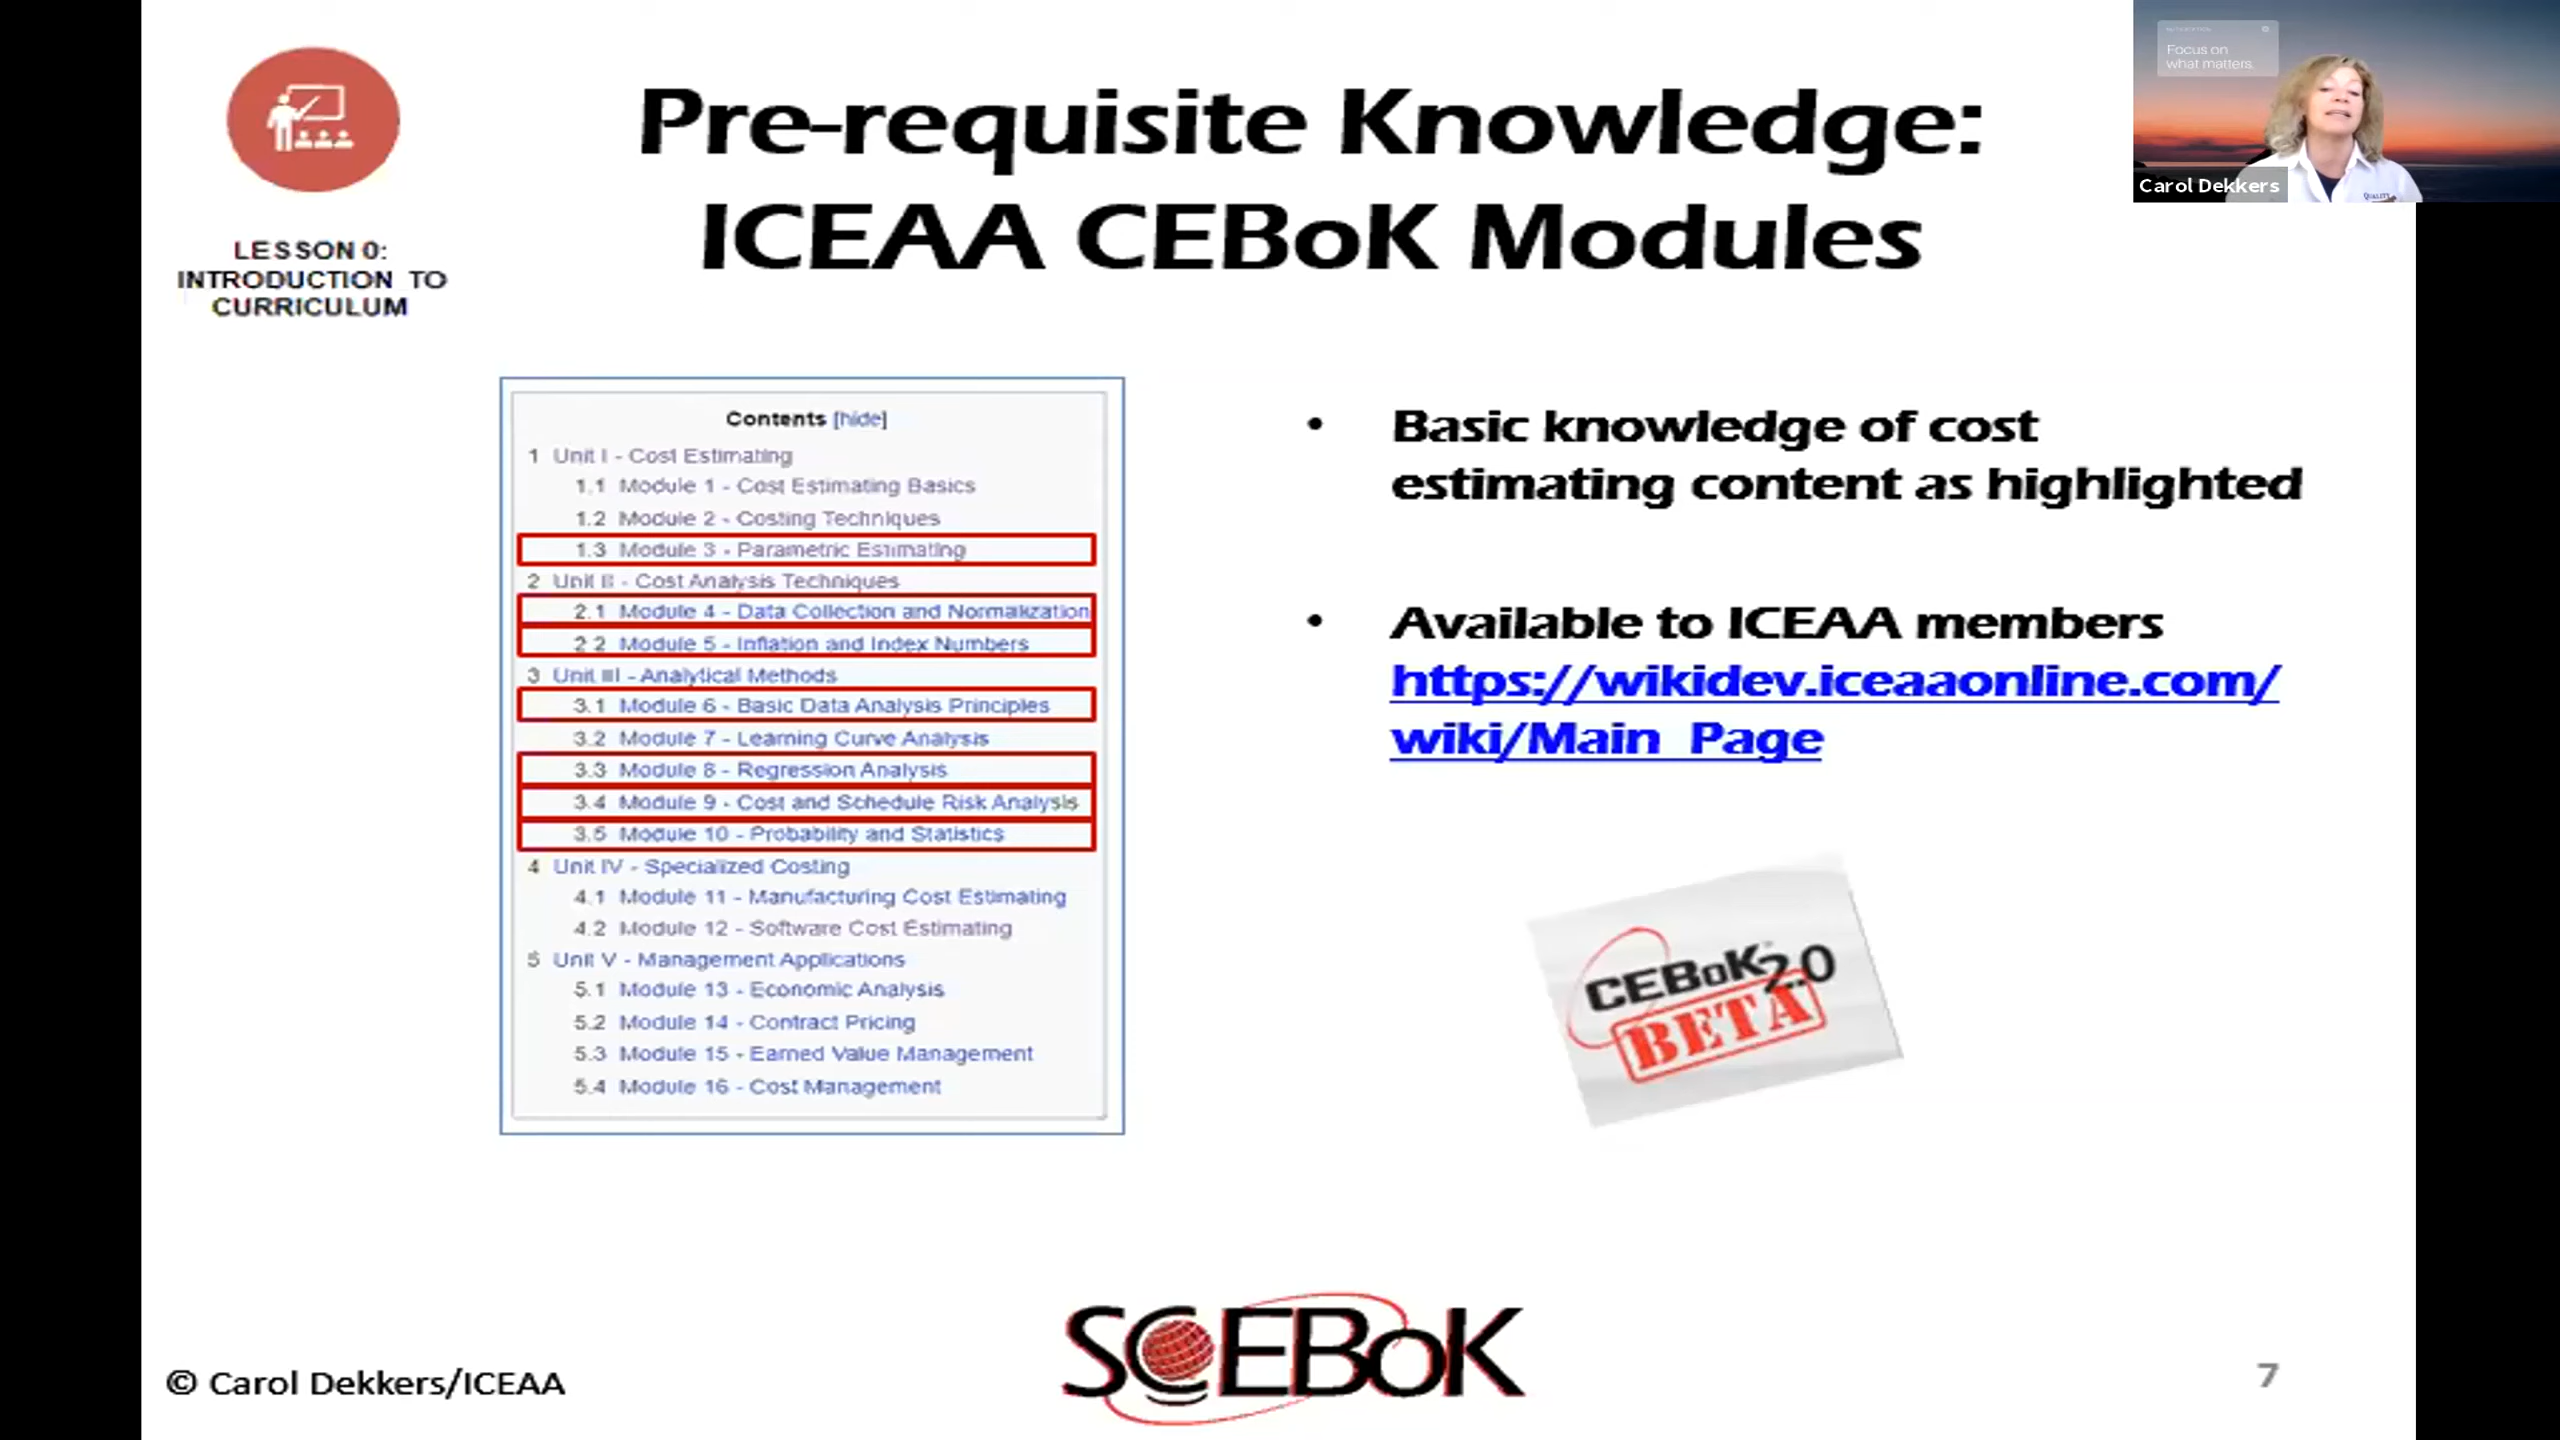 LESSON 0:
INTRODUCTION TO
CURRICULUM
Pre-requisite Knowledge:
ICEAA CEBoK Modules
Focus on
what matters.
Carol Dekkers
QUALITY
Contents [hide]
1 Unit I - Cost Estimating
1.1 Module 1 - Cost Estimating Basics
1.2 Module 2 - Costing Techniques
1.3 Module 3 - Parametric Estimating
2 Unit II - Cost Analysis Techniques
2.1 Module 4 - Data Collection and Normalization
2.2 Module 5 - Inflation and Index Numbers
3 Unit III - Analytical Methods
3.1 Module 6 - Basic Data Analysis Principles
3.2 Module 7 - Learning Curve Analysis
3.3 Module 8 - Regression Analysis
3.4 Module 9 - Cost and Schedule Risk Analysis
3.5 Module 10 - Probability and Statistics
4 Unit IV - Specialized Costing
4.1 Module 11 - Manufacturing Cost Estimating
4.2 Module 12 - Software Cost Estimating
5 Unit V - Management Applications
5.1 Module 13 - Economic Analysis
5.2 Module 14 - Contract Pricing
5.3 Module 15 - Earned Value Management
5.4 Module 16 - Cost Management
• Basic knowledge of cost
estimating content as highlighted
• Available to ICEAA members
https://wikidev.iceaaonline.com/
wiki/Main_Page
CEBoK 2.0
BETA
SCEBoK
© Carol Dekkers/ICEAA
7